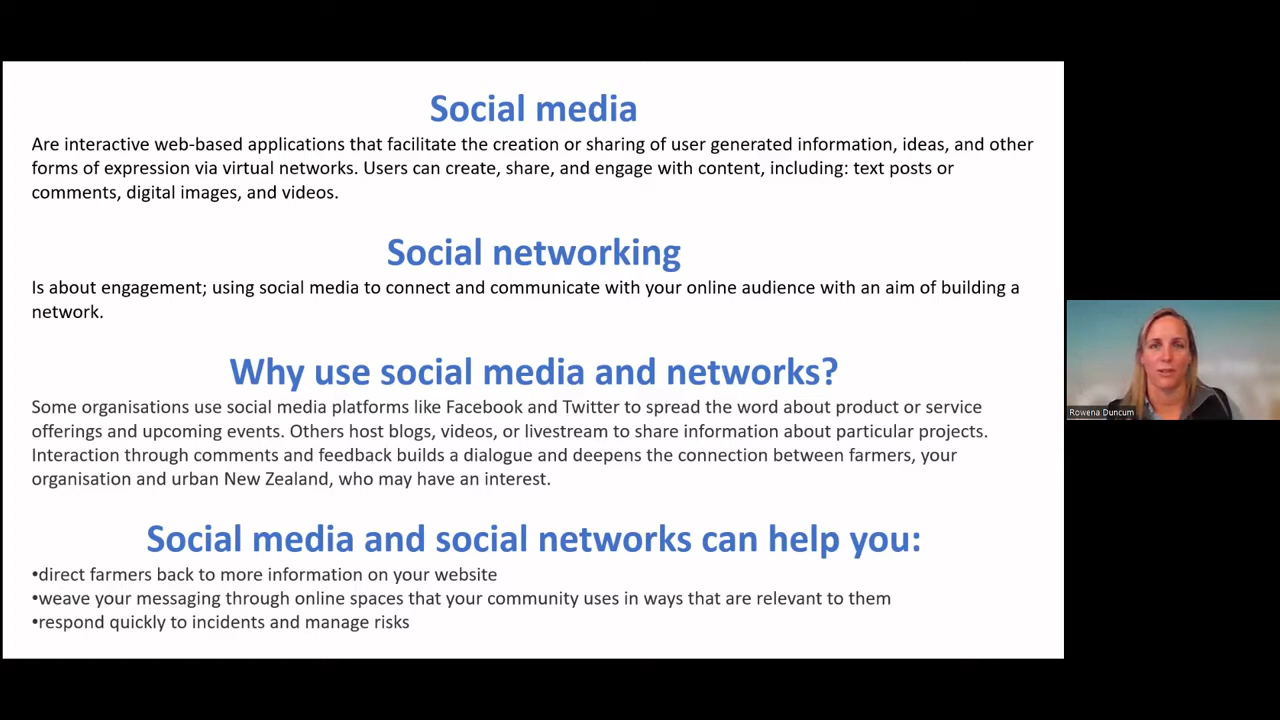 Social media
Are interactive web-based applications that facilitate the creation or sharing of user generated information, ideas, and other
forms of expression via virtual networks. Users can create, share, and engage with content, including: text posts or
comments, digital images, and videos.
Social networking
Is about engagement; using social media to connect and communicate with your online audience with an aim of building a
network.
Why use social media and networks?
Some organisations use social media platforms like Facebook and Twitter to spread the word about product or service
offerings and upcoming events. Others host blogs, videos, or livestream to share information about particular projects.
Interaction through comments and feedback builds a dialogue and deepens the connection between farmers, your
organisation and urban New Zealand, who may have an interest.
Social media and social networks can help you:
•direct farmers back to more information on your website
•weave your messaging through online spaces that your community uses in ways that are relevant to them
•respond quickly to incidents and manage risks
Rowena Duncum